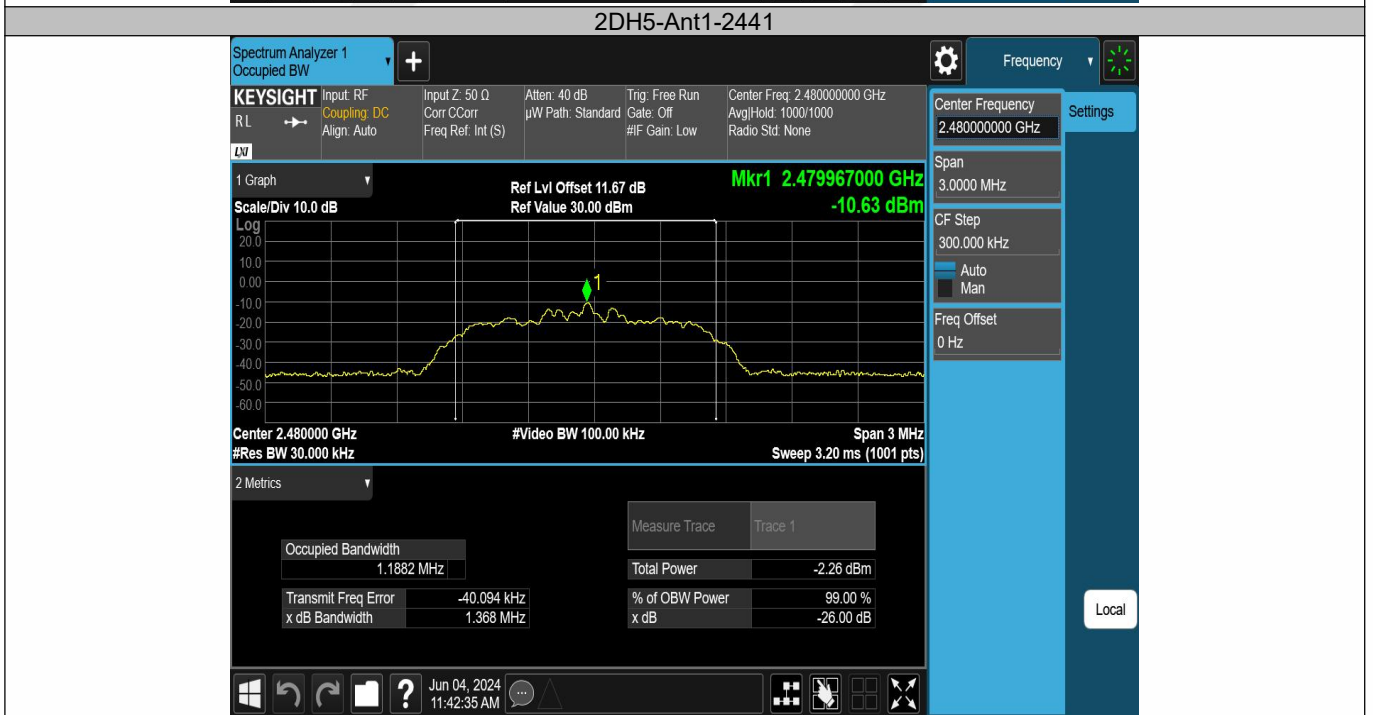 2DH5-Ant1-2441
Spectrum Analyzer 1
Occupied BW
+
Frequency
KEYSIGHT
RL
LXI
Input: RF
Coupling: DC
Align: Auto
Input Z: 50 Ω
Corr CCorr
Freq Ref: Int (S)
Atten: 40 dB
µW Path: Standard
Trig: Free Run
Gate: Off
#IF Gain: Low
Center Freq: 2.480000000 GHz
Avg|Hold: 1000/1000
Radio Std: None
Center Frequency
2.480000000 GHz
Settings
Span
3.0000 MHz
CF Step
300.000 kHz
Auto
Man
Freq Offset
0 Hz
Local
1 Graph
Scale/Div 10.0 dB
Ref Lvl Offset 11.67 dB
Ref Value 30.00 dBm
Mkr1 2.479967000 GHz
-10.63 dBm
Log
20.0
10.0
0.00
-10.0
-20.0
-30.0
-40.0
-50.0
-60.0
1
Center 2.480000 GHz
#Video BW 100.00 kHz
Span 3 MHz
#Res BW 30.000 kHz
Sweep 3.20 ms (1001 pts)
2 Metrics
Measure Trace Trace 1
Occupied Bandwidth
1.1882 MHz
Total Power -2.26 dBm
Transmit Freq Error -40.094 kHz
% of OBW Power 99.00 %
x dB Bandwidth 1.368 MHz
x dB -26.00 dB
?
Jun 04, 2024
11:42:35 AM